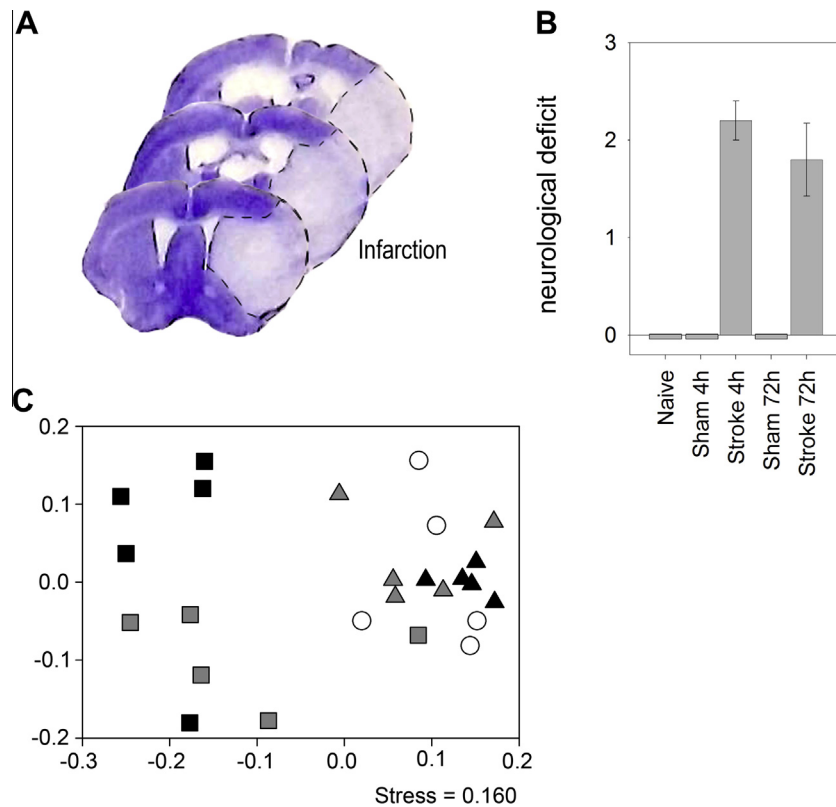 A
Infarction
B
neurological deficit
3
2
1
0
Naive
Sham 4h
Stroke 4h
Sham 72h
Stroke 72h
C
0.2
0.1
0.0
-0.1
-0.2
-0.3 -0.2 -0.1 0.0 0.1 0.2
Stress = 0.160